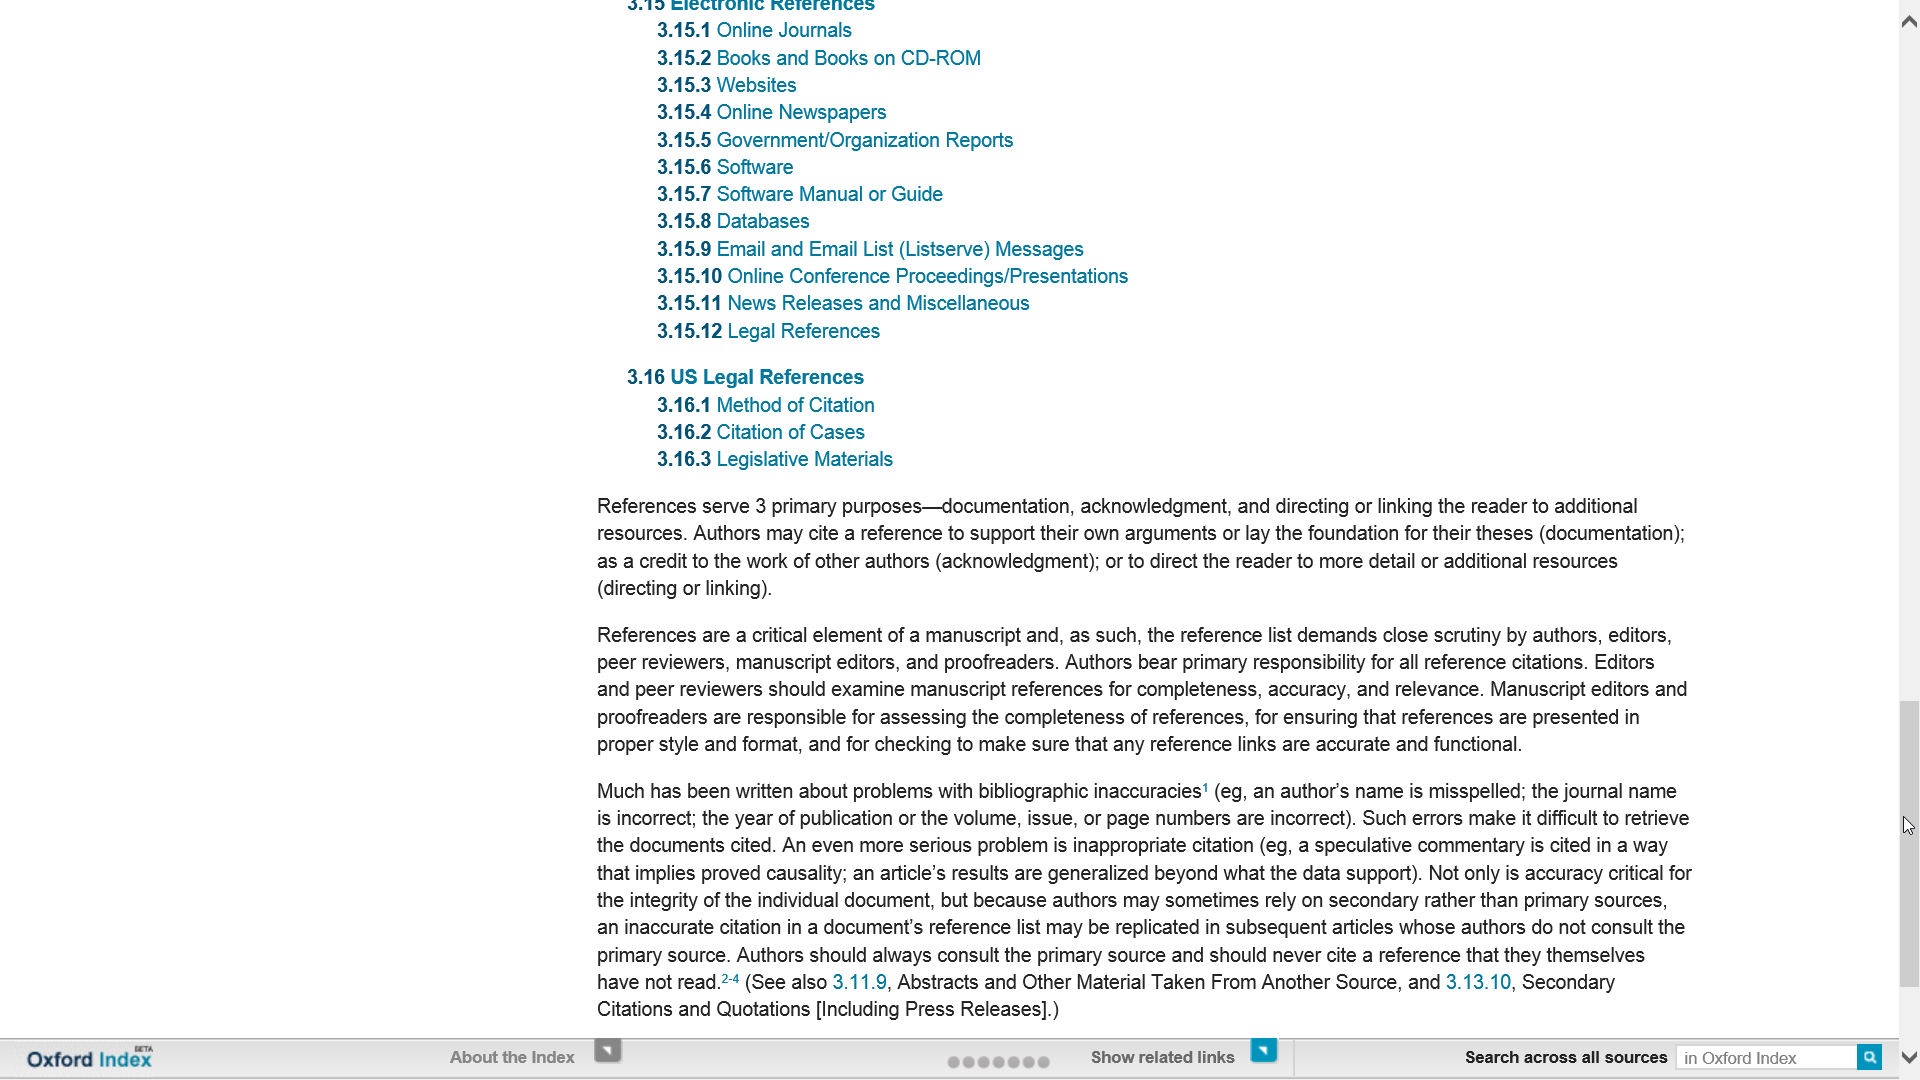 3.15 Electronic References
3.15.1 Online Journals
3.15.2 Books and Books on CD-ROM
3.15.3 Websites
3.15.4 Online Newspapers
3.15.5 Government/Organization Reports
3.15.6 Software
3.15.7 Software Manual or Guide
3.15.8 Databases
3.15.9 Email and Email List (Listserve) Messages
3.15.10 Online Conference Proceedings/Presentations
3.15.11 News Releases and Miscellaneous
3.15.12 Legal References
3.16 US Legal References
3.16.1 Method of Citation
3.16.2 Citation of Cases
3.16.3 Legislative Materials
References serve 3 primary purposes—documentation, acknowledgment, and directing or linking the reader to additional
resources. Authors may cite a reference to support their own arguments or lay the foundation for their theses (documentation);
as a credit to the work of other authors (acknowledgment); or to direct the reader to more detail or additional resources
(directing or linking).
References are a critical element of a manuscript and, as such, the reference list demands close scrutiny by authors, editors,
peer reviewers, manuscript editors, and proofreaders. Authors bear primary responsibility for all reference citations. Editors
and peer reviewers should examine manuscript references for completeness, accuracy, and relevance. Manuscript editors and
proofreaders are responsible for assessing the completeness of references, for ensuring that references are presented in
proper style and format, and for checking to make sure that any reference links are accurate and functional.
Much has been written about problems with bibliographic inaccuracies1 (eg, an author’s name is misspelled; the journal name
is incorrect; the year of publication or the volume, issue, or page numbers are incorrect). Such errors make it difficult to retrieve
the documents cited. An even more serious problem is inappropriate citation (eg, a speculative commentary is cited in a way
that implies proved causality; an article’s results are generalized beyond what the data support). Not only is accuracy critical for
the integrity of the individual document, but because authors may sometimes rely on secondary rather than primary sources,
an inaccurate citation in a document’s reference list may be replicated in subsequent articles whose authors do not consult the
primary source. Authors should always consult the primary source and should never cite a reference that they themselves
have not read.2-4 (See also 3.11.9, Abstracts and Other Material Taken From Another Source, and 3.13.10, Secondary
Citations and Quotations [Including Press Releases].)
Oxford Index BETA
About the Index
Show related links
Search across all sources
in Oxford Index